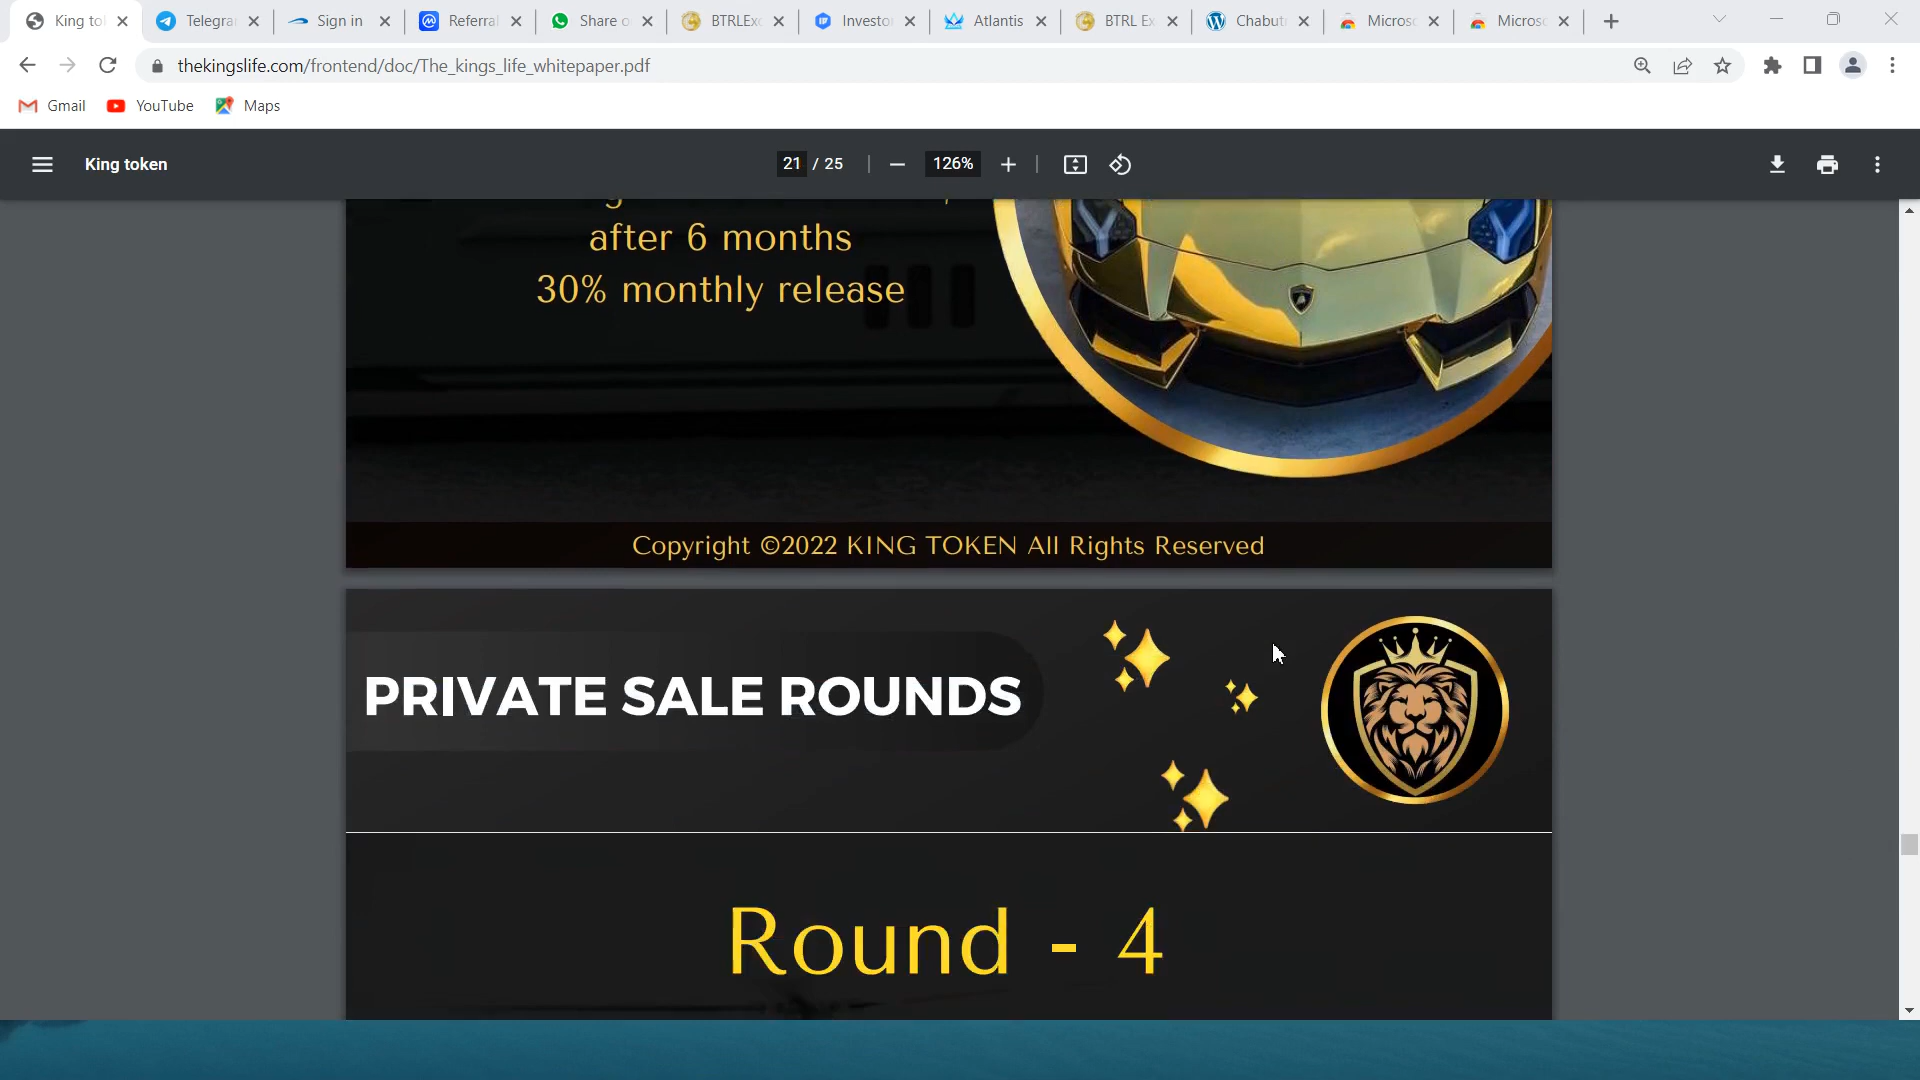 King to
Telegra
Sign in
Referra
Share o
BTRLExc
Investo
Atlantis
BTRL Ex
Chabut
Micros
Micros
thekingslife.com/frontend/doc/The_kings_life_whitepaper.pdf
Gmail
YouTube
Maps
King token
21 / 25
126%
after 6 months
30% monthly release
Copyright ©2022 KING TOKEN All Rights Reserved
PRIVATE SALE ROUNDS
Round - 4